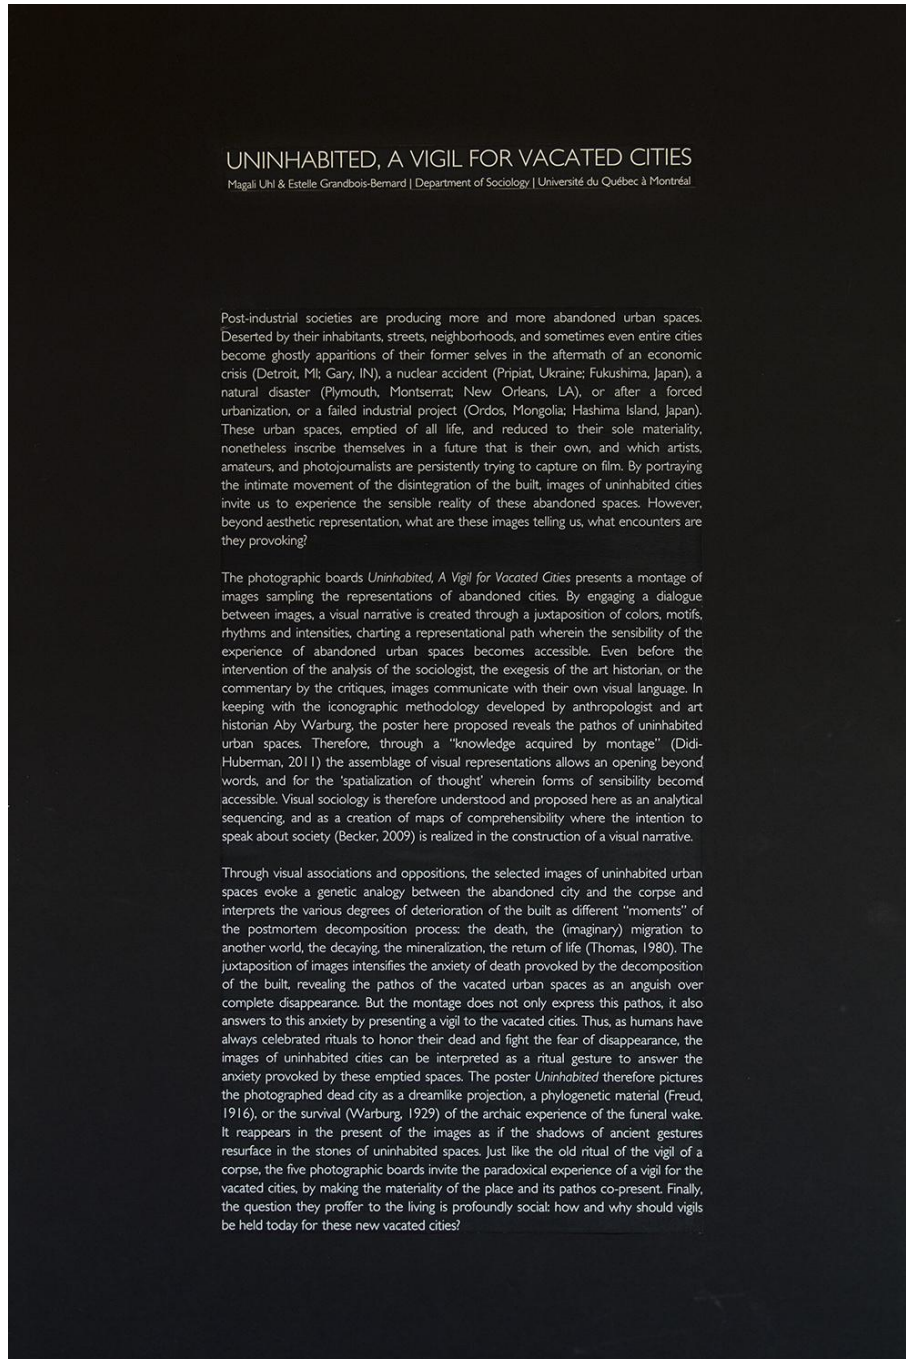 UNINHABITED, A VIGIL FOR VACATED CITIES
Magali Uhl & Estelle Grandbois-Bernard | Department of Sociology | Université du Québec à Montréal
Post-industrial societies are producing more and more abandoned urban spaces.
Deserted by their inhabitants, streets, neighborhoods, and sometimes even entire cities
become ghostly apparitions of their former selves in the aftermath of an economic
crisis (Detroit, MI; Gary, IN), a nuclear accident (Pripiat, Ukraine; Fukushima, Japan), a
natural disaster (Plymouth, Montserrat; New Orleans, LA), or after a forced
urbanization, or a failed industrial project (Ordos, Mongolia; Hashima Island, Japan).
These urban spaces, emptied of all life, and reduced to their sole materiality,
nonetheless inscribe themselves in a future that is their own, and which artists,
amateurs, and photojournalists are persistently trying to capture on film. By portraying
the intimate movement of the disintegration of the built, images of uninhabited cities
invite us to experience the sensible reality of these abandoned spaces. However,
beyond aesthetic representation, what are these images telling us, what encounters are
they provoking?
The photographic boards Uninhabited, A Vigil for Vacated Cities presents a montage of
images sampling the representations of abandoned cities. By engaging a dialogue
between images, a visual narrative is created through a juxtaposition of colors, motifs,
rhythms and intensities, charting a representational path wherein the sensibility of the
experience of abandoned urban spaces becomes accessible. Even before the
intervention of the analysis of the sociologist, the exegesis of the art historian, or the
commentary by the critiques, images communicate with their own visual language. In
keeping with the iconographic methodology developed by anthropologist and art
historian Aby Warburg, the poster here proposed reveals the pathos of uninhabited
urban spaces. Therefore, through a "knowledge acquired by montage" (Didi-
Huberman, 2011) the assemblage of visual representations allows an opening beyond
words, and for the 'spatialization of thought' wherein forms of sensibility become
accessible. Visual sociology is therefore understood and proposed here as an analytical
sequencing, and as a creation of maps of comprehensibility where the intention to
speak about society (Becker, 2009) is realized in the construction of a visual narrative.
Through visual associations and oppositions, the selected images of uninhabited urban
spaces evoke a genetic analogy between the abandoned city and the corpse and
interprets the various degrees of deterioration of the built as different "moments" of
the postmortem decomposition process: the death, the (imaginary) migration to
another world, the decaying, the mineralization, the return of life (Thomas, 1980). The
juxtaposition of images intensifies the anxiety of death provoked by the decomposition
of the built, revealing the pathos of the vacated urban spaces as an anguish over
complete disappearance. But the montage does not only express this pathos, it also
answers to this anxiety by presenting a vigil to the vacated cities. Thus, as humans have
always celebrated rituals to honor their dead and fight the fear of disappearance, the
images of uninhabited cities can be interpreted as a ritual gesture to answer the
anxiety provoked by these emptied spaces. The poster Uninhabited therefore pictures
the photographed dead city as a dreamlike projection, a phylogenetic material (Freud,
1916), or the survival (Warburg, 1929) of the archaic experience of the funeral wake.
It reappears in the present of the images as if the shadows of ancient gestures
resurface in the stones of uninhabited spaces. Just like the old ritual of the vigil of a
corpse, the five photographic boards invite the paradoxical experience of a vigil for the
vacated cities, by making the materiality of the place and its pathos co-present. Finally,
the question they proffer to the living is profoundly social: how and why should vigils
be held today for these new vacated cities?